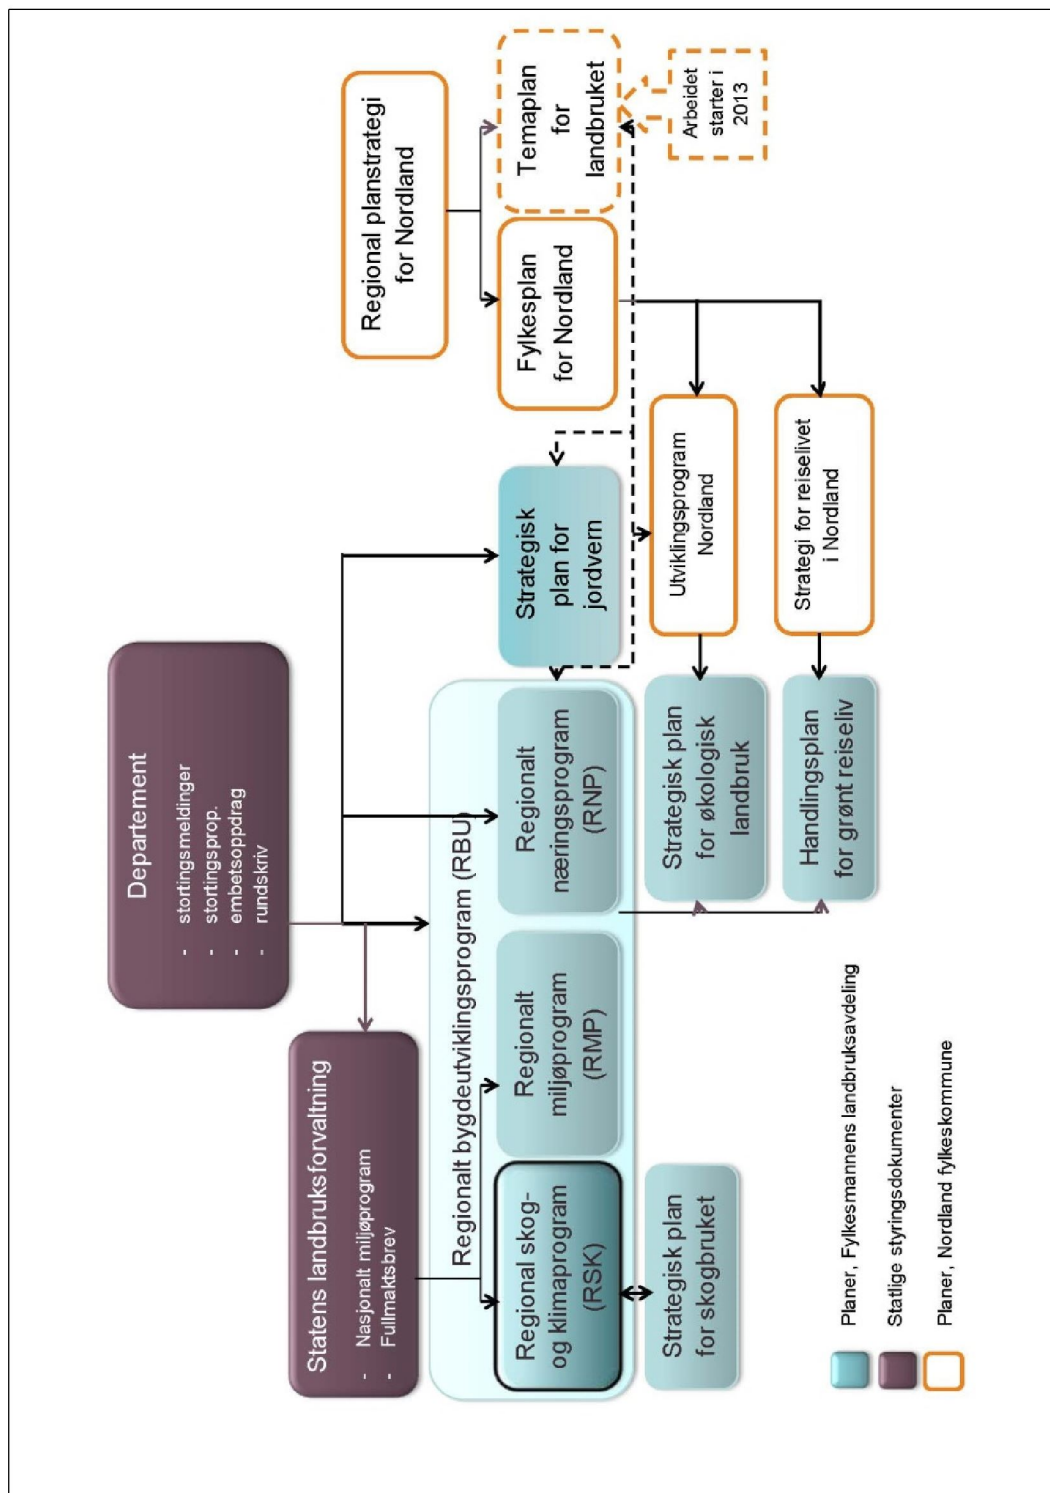 Departement
- stortingsmeldinger
- stortingsprop.
- embetsoppdrag
- rundskriv
Statens landbruksforvaltning
- Nasjonalt miljøprogram
- Fullmaktsbrev
Regional planstrategi
for Nordland
Regionalt bygdeutviklingsprogram (RBU)
Regional skog-
og klimaprogram
(RSK)
Regionalt
miljøprogram
(RMP)
Regionalt
næringsprogram
(RNP)
Strategisk
plan for
jordvern
Fylkesplan
for Nordland
Temaplan
for
landbruket
Arbeidet
starter i
2013
Strategisk plan
for skogbruket
Strategisk plan
for økologisk
landbruk
Utviklingsprogram
Nordland
Handlingsplan
for grønt reiseliv
Strategi for reiselivet
i Nordland
Planer, Fylkesmannens landbruksavdeling
Statlige styringsdokumenter
Planer, Nordland fylkeskommune